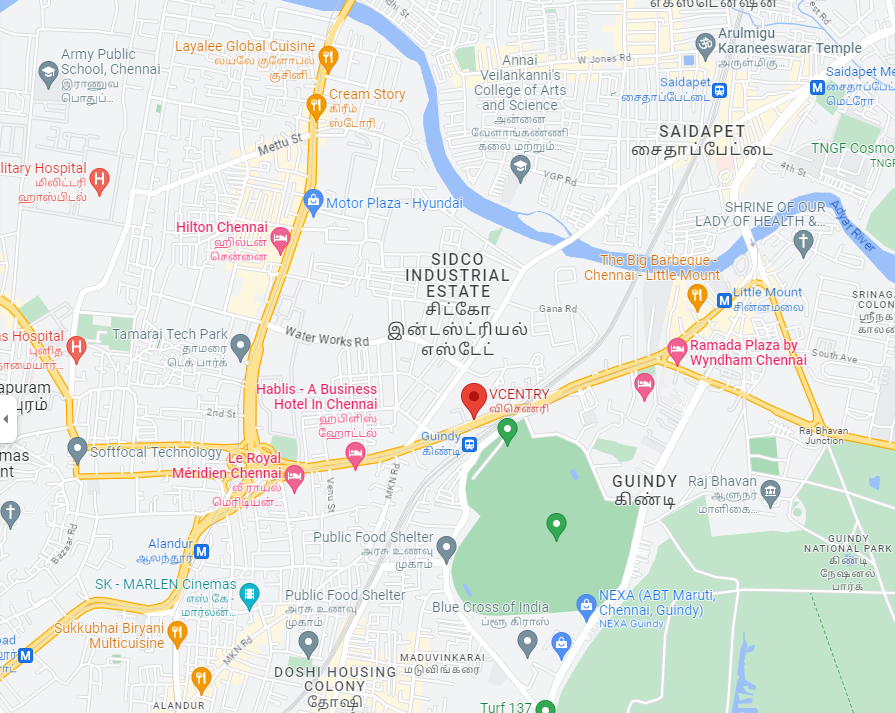 எக்ஸ்டென்ஷன்
Layalee Global Cuisine
லயலே குளோபல்
குசினி...
Army Public
School, Chennai
இராணுவ
பொதுப்...
Cream Story
கிரீம்
ஸ்டோரி
Annai
Veilankanni's
College of Arts
and Science
அன்னை
வேளாங்கண்ணி
கலை மற்றும்...
W Jones Rd
Arulmigu
Karaneeswarar Temple
அருள்மிகு...
Saidapet
சைதாப்பேட்டை
Saidapet Me
சைதாப்பே
மெட்ரோ
SAIDAPET
சைதாப்பேட்டை
TNGF Cosmo
TNGF
Mettu St
4th St
VGP Rd
litary Hospital
மிலிட்டரி
ஹாஸ்பிடல்
Motor Plaza - Hyundai
SHRINE OF OUR
LADY OF HEALTH &...
Adyar River
Hilton Chennai
ஹில்டன்
சென்னை
SIDCO
INDUSTRIAL
ESTATE
சிட்கோ
இன்டஸ்ட்ரியல்
எஸ்டேட்
The Big Barbeque -
Chennai - Little Mount
Little Mount
சின்னமலை
Gana Rd
SRINAG
COLON
ஸ்ரீநக
காலனி
Water Works Rd
Tamarai Tech Park
தாமரை
டெக் பார்க்
as Hospital
புனித
South Ave
Ramada Plaza by
Wyndham Chennai
apuram
புரம்
Hablis - A Business
Hotel In Chennai
ஹபிளிஸ்
ஹோட்டல்
VCENTRY
விசென்ரி
2nd St
Guindy
கிண்டி
Raj Bhavan
Junction
Softfocal Technology
mas
nt
Le Royal
Méridien Chennai
லீ ராயல்
மெரிடியன்...
Venu St
MKN Rd
GUINDY
கிண்டி
Raj Bhavan
ஆளுநர்
மாளிகை...
Bazaar Rd
Alandur
ஆலந்தூர்
Public Food Shelter
அரசு உணவு
முகாம்
GUINDY
NATIONAL PARK
கிண்டி
நேஷனல்
பார்க்
SK - MARLEN Cinemas
எஸ் கே -
மார்லன்...
Public Food Shelter
அரசு உணவு
முகாம்
Blue Cross of India
ப்ளூ கிராஸ்
NEXA (ABT Maruti,
Chennai, Guindy)
NEXA Guindy
Sukkubhai Biryani
Multicuisine
MKN Rd
MADUVINKARAI
மடுவிங்கரை
DOSHI HOUSING
COLONY
தோஷி
ALANDUR
Turf 137